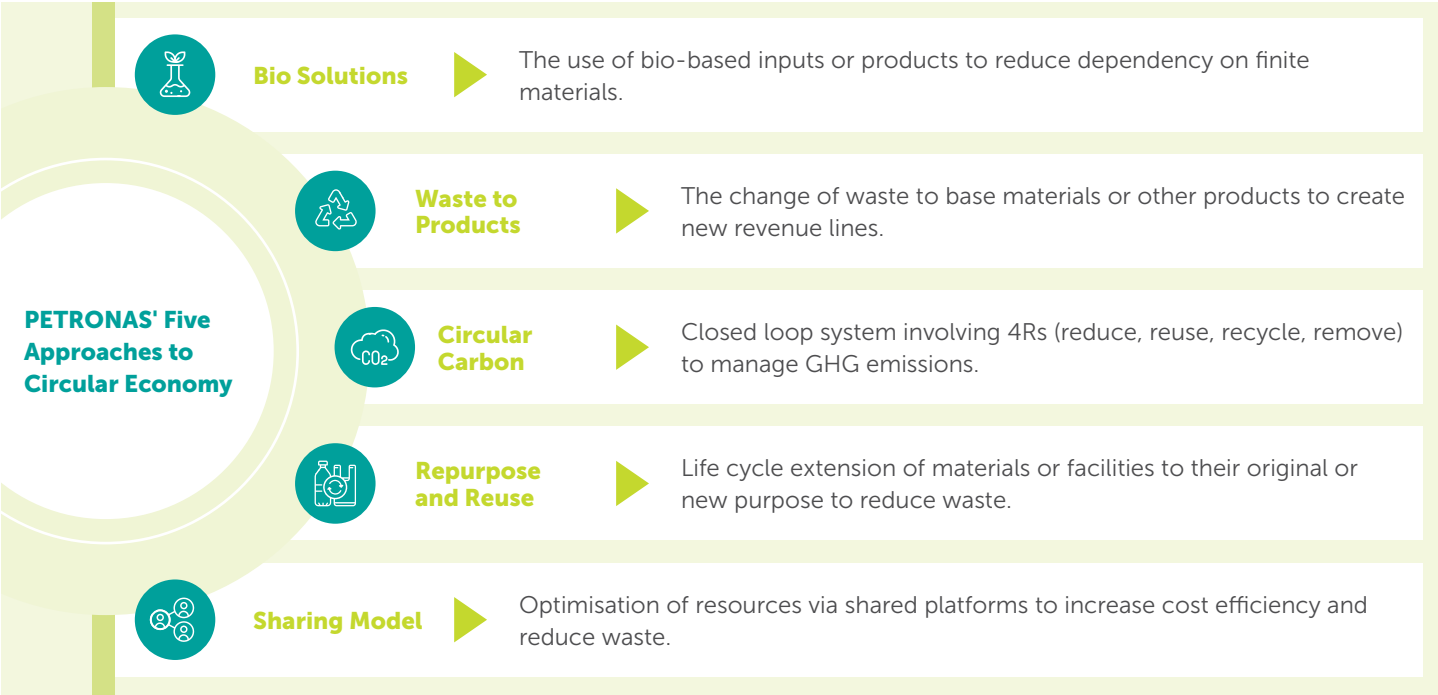 PETRONAS' Five
Approaches to
Circular Economy
Bio Solutions
The use of bio-based inputs or products to reduce dependency on finite
materials.
Waste to
Products
The change of waste to base materials or other products to create
new revenue lines.
CO2
Circular
Carbon
Closed loop system involving 4Rs (reduce, reuse, recycle, remove)
to manage GHG emissions.
Repurpose
and Reuse
Life cycle extension of materials or facilities to their original or
new purpose to reduce waste.
Sharing Model
Optimisation of resources via shared platforms to increase cost efficiency and
reduce waste.